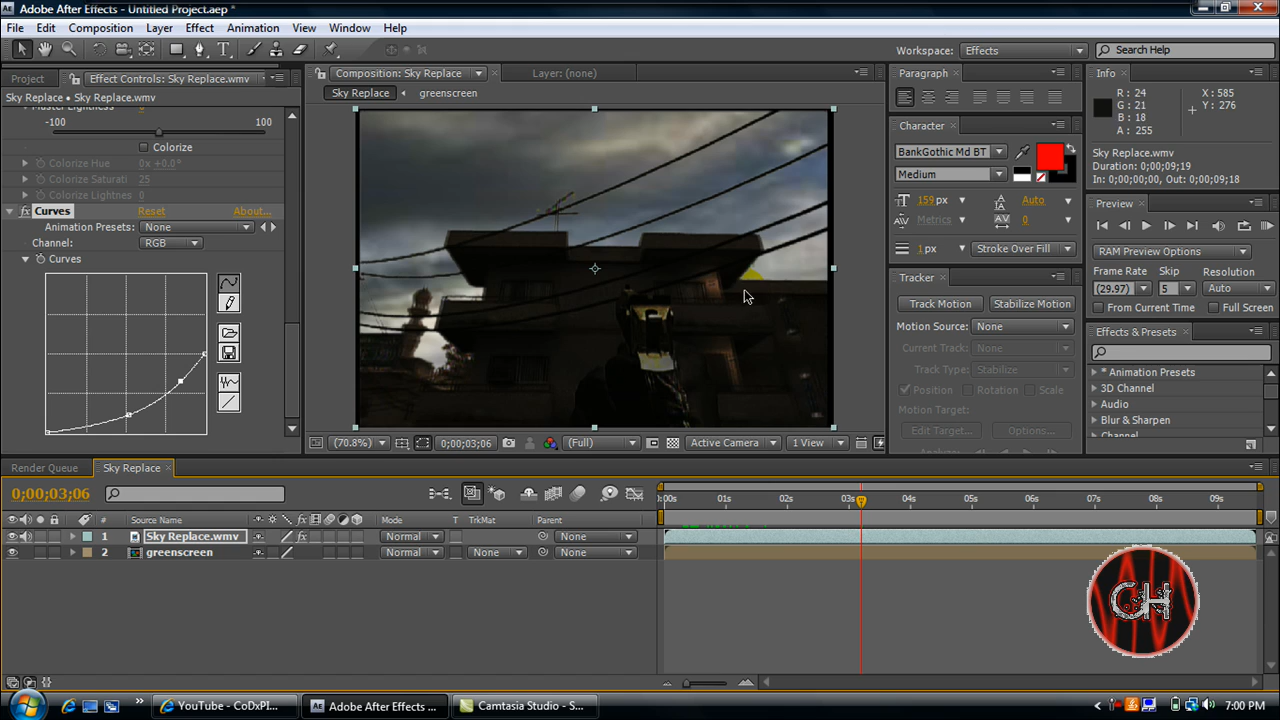 Adobe After Effects - Untitled Project.aep *
File Edit Composition Layer Effect Animation View Window Help
Workspace: Effects Search Help
Project Effect Controls: Sky Replace.wmv
Sky Replace • Sky Replace.wmv
Master Lightness 0
-100 100
Colorize
Colorize Hue 0x +0.0°
Colorize Saturati 25
Colorize Lightnes 0
fx Curves Reset About...
Animation Presets: None
Channel: RGB
Curves
Composition: Sky Replace Layer: (none)
Sky Replace greenscreen
(70.8%) 0;00;03;06 (Full) Active Camera 1 View
Paragraph
Character
BankGothic Md BT
Medium
159 px Auto
Metrics 0
1 px Stroke Over Fill
Tracker
Track Motion Stabilize Motion
Motion Source: None
Current Track: None
Track Type: Stabilize
Position Rotation Scale
Motion Target:
Edit Target... Options...
Info
R: 24
G: 21
B: 18
A: 255
X: 585
Y: 276
Sky Replace.wmv
Duration: 0;00;09;19
In: 0;00;00;00, Out: 0;00;09;18
Preview
RAM Preview Options
Frame Rate Skip Resolution
(29.97) 5 Auto
From Current Time Full Screen
Effects & Presets
* Animation Presets
3D Channel
Audio
Blur & Sharpen
Channel
Render Queue Sky Replace
0;00;03;06
0:00s 01s 02s 03s 04s 05s 06s 07s 08s 09s
# Source Name Mode T TrkMat Parent
1 Sky Replace.wmv Normal None
2 greenscreen Normal None None
CH
YouTube - CoDxPI... Adobe After Effects ... Camtasia Studio - S... 7:00 PM